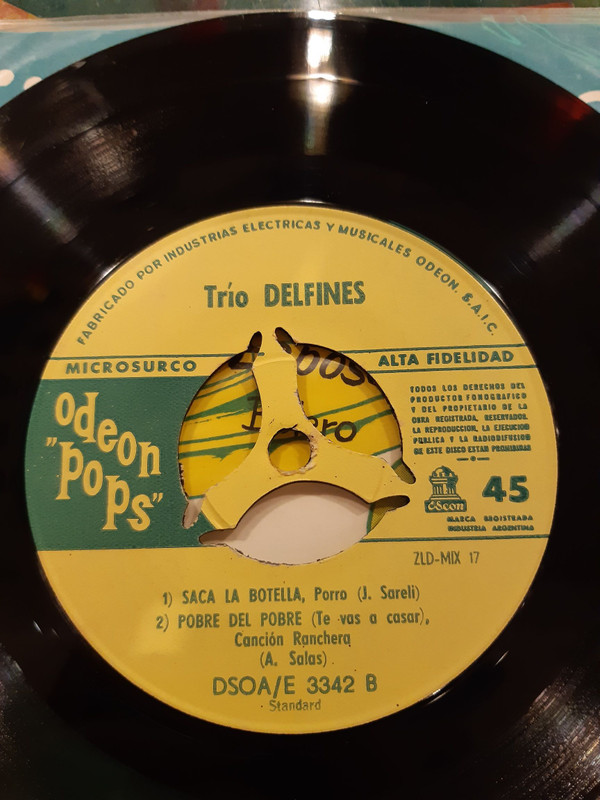 FABRICADO POR INDUSTRIAS ELECTRICAS Y MUSICALES ODEON. S.A.I.C.
Trío DELFINES
MICROSURCO
ALTA FIDELIDAD
odeon
"pops"
TODOS LOS DERECHOS DEL
PRODUCTOR FONOGRAFICO
Y DEL PROPIETARIO DE LA
OBRA REGISTRADA, RESERVADOS.
LA REPRODUCCION, LA EJECUCION
PUBLICA Y LA RADIODIFUSION
DE ESTE DISCO ESTAN PROHIBIDAS
Odeon
45
MARCA REGISTRADA
INDUSTRIA ARGENTINA
ZLD-MIX 17
1) SACA LA BOTELLA, Porro (J. Sareli)
2) POBRE DEL POBRE (Te vas a casar),
Canción Ranchera
(A. Salas)
DSOA/E 3342 B
Standard